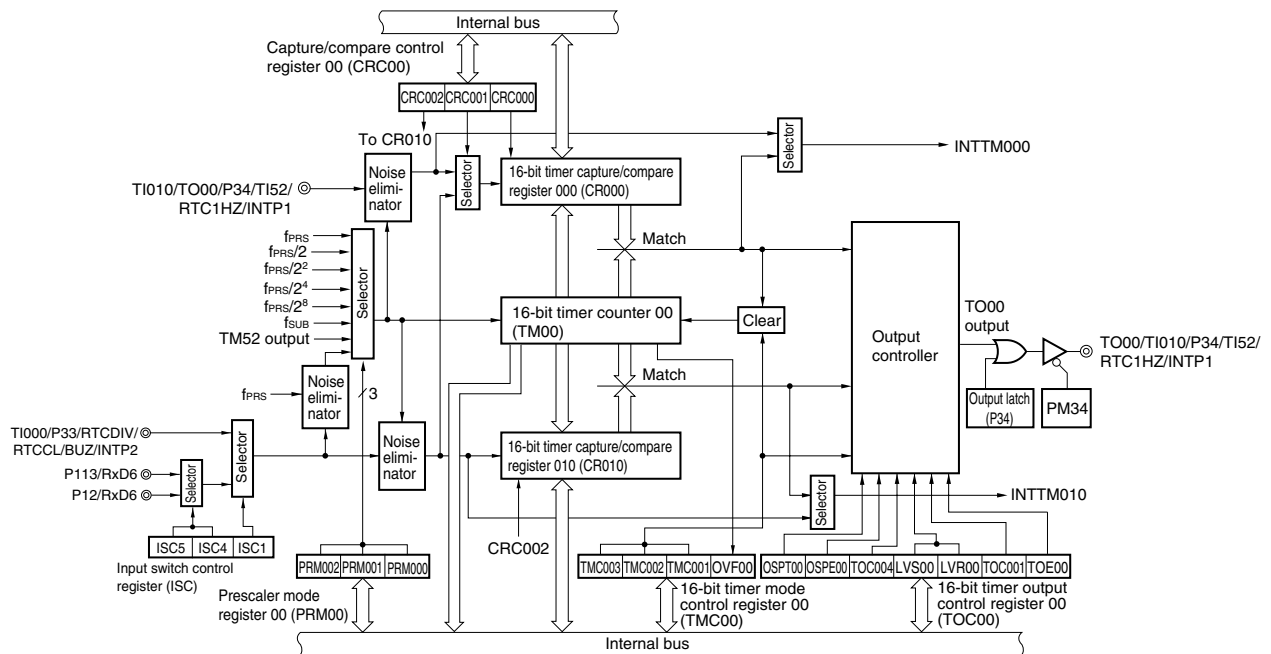 Internal bus
Capture/compare control
register 00 (CRC00)
CRC002 CRC001 CRC000
To CR010
Selector
INTTM000
Noise
elimi-
nator
Selector
16-bit timer capture/compare
register 000 (CR000)
TI010/TO00/P34/TI52/
RTC1HZ/INTP1
Match
fPRS
fPRS/2
fPRS/2²
fPRS/2⁴
fPRS/2⁸
fSUB
TM52 output
Selector
16-bit timer counter 00
(TM00)
Clear
Output
controller
TO00
output
TO00/TI010/P34/TI52/
RTC1HZ/INTP1
Output latch
(P34)
PM34
Match
fPRS
Noise
elimi-
nator
3
TI000/P33/RTCDIV/
RTCCL/BUZ/INTP2
Selector
Noise
elimi-
nator
16-bit timer capture/compare
register 010 (CR010)
P113/RxD6
P12/RxD6
Selector
Selector
INTTM010
CRC002
ISC5 ISC4 ISC1
Input switch control
register (ISC)
PRM002 PRM001 PRM000
Prescaler mode
register 00 (PRM00)
TMC003 TMC002 TMC001 OVF00
16-bit timer mode
control register 00
(TMC00)
OSPT00 OSPE00 TOC004 LVS00 LVR00 TOC001 TOE00
16-bit timer output
control register 00
(TOC00)
Internal bus